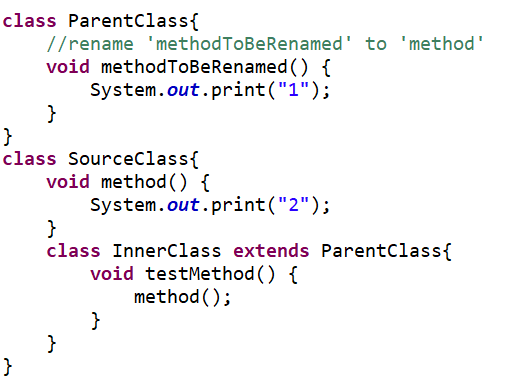 class ParentClass{
    //rename 'methodToBeRenamed' to 'method'
    void methodToBeRenamed() {
        System.out.print("1");
    }
}
class SourceClass{
    void method() {
        System.out.print("2");
    }
    class InnerClass extends ParentClass{
        void testMethod() {
            method();
        }
    }
}